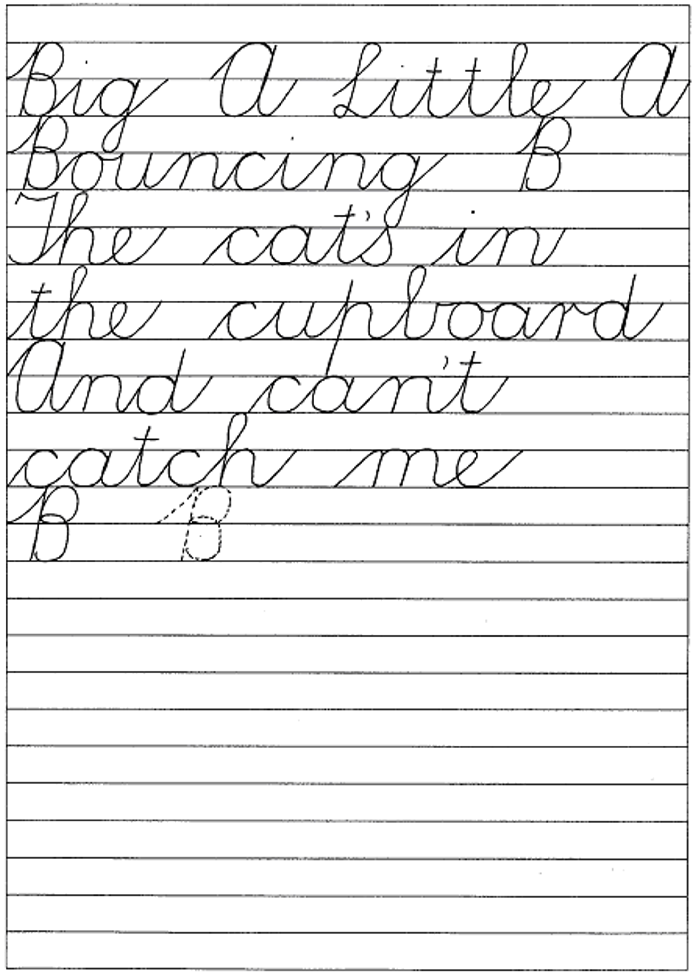 Big A Little A
Bouncing B
The cat's in
the cupboard
And can't
catch me
B B